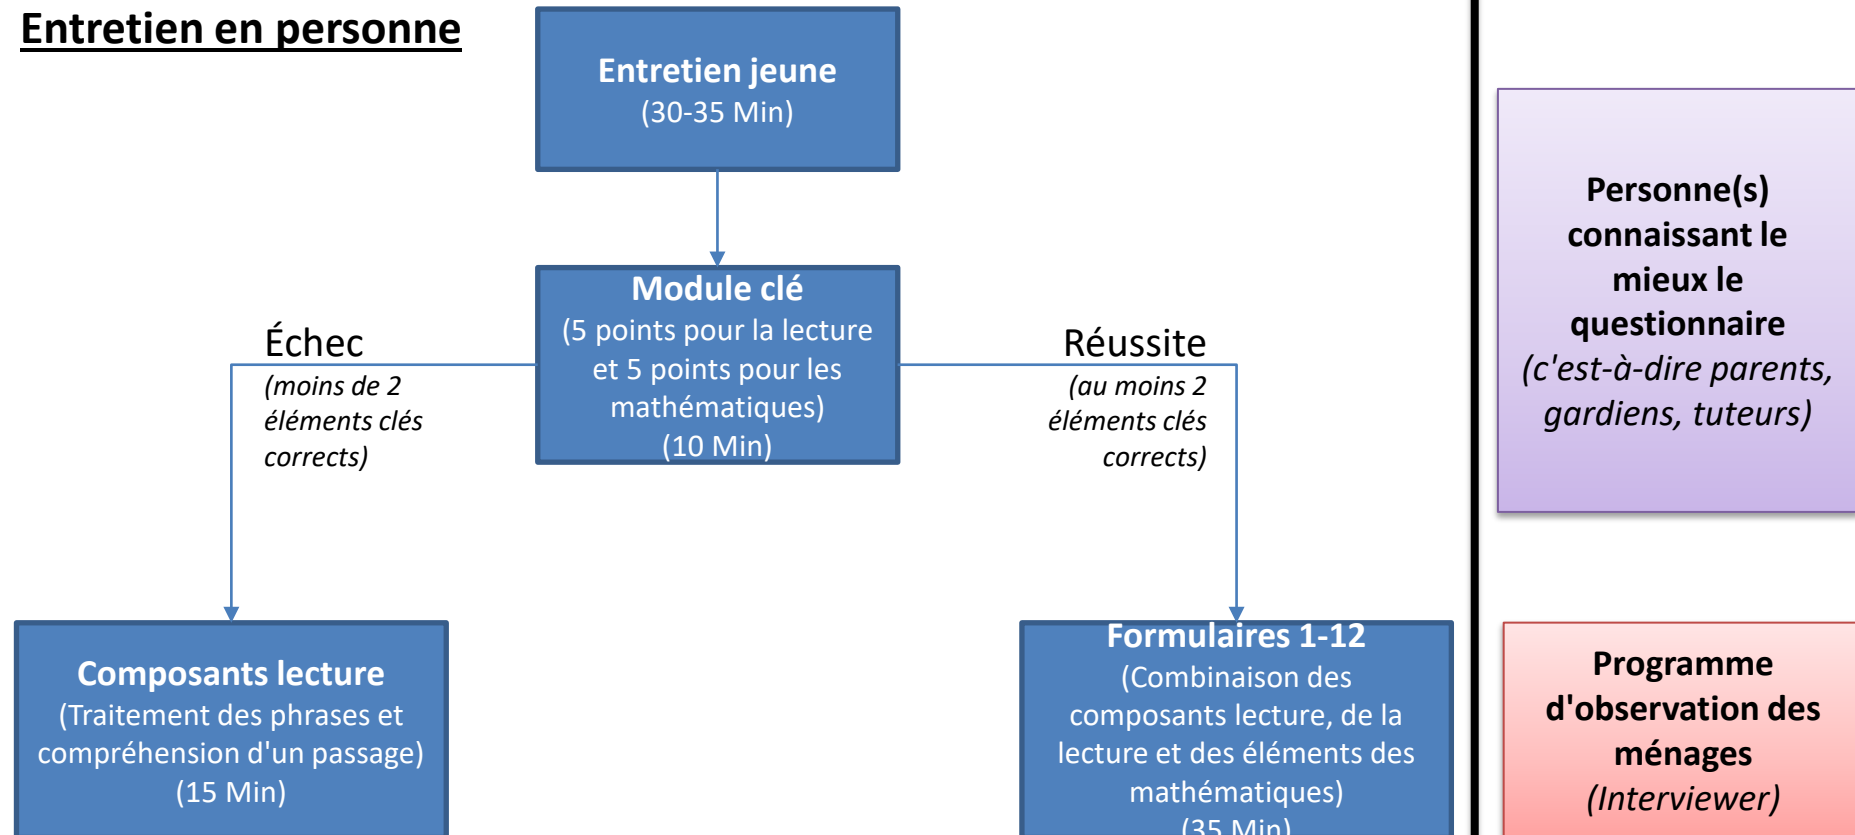 Entretien en personne
Entretien jeune
(30-35 Min)
Module clé
(5 points pour la lecture
et 5 points pour les
mathématiques)
(10 Min)
Échec
(moins de 2
éléments clés
corrects)
Réussite
(au moins 2
éléments clés
corrects)
Composants lecture
(Traitement des phrases et
compréhension d'un passage)
(15 Min)
Formulaires 1-12
(Combinaison des
composants lecture, de la
lecture et des éléments des
mathématiques)
(35 Min)
Personne(s)
connaissant le
mieux le
questionnaire
(c'est-à-dire parents,
gardiens, tuteurs)
Programme
d'observation des
ménages
(Interviewer)